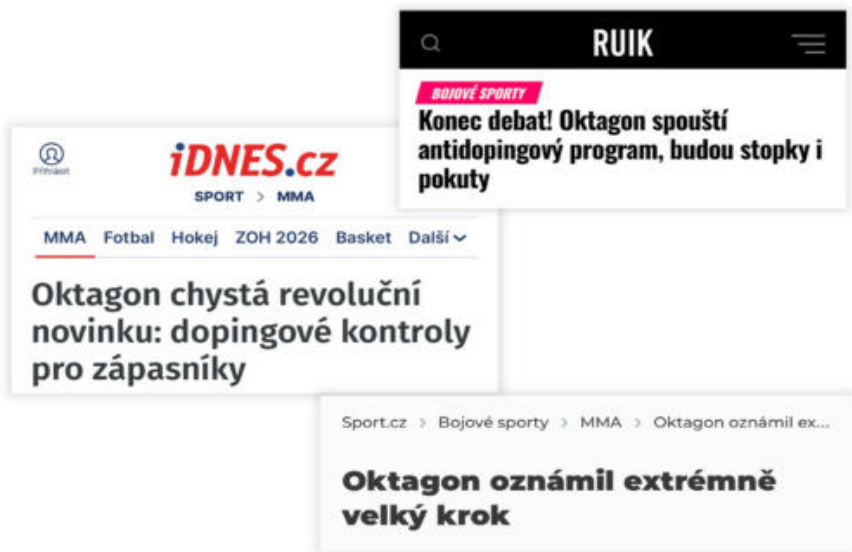 RUIK
BOJOVÉ SPORTY
Konec debat! Oktagon spouští
antidopingový program, budou stopky i
pokuty
Přihlásit
iDNES.cz
SPORT > MMA
MMA Fotbal Hokej ZOH 2026 Basket Další
Oktagon chystá revoluční
novinku: dopingové kontroly
pro zápasníky
Sport.cz > Bojové sporty > MMA > Oktagon oznámil ex...
Oktagon oznámil extrémně
velký krok